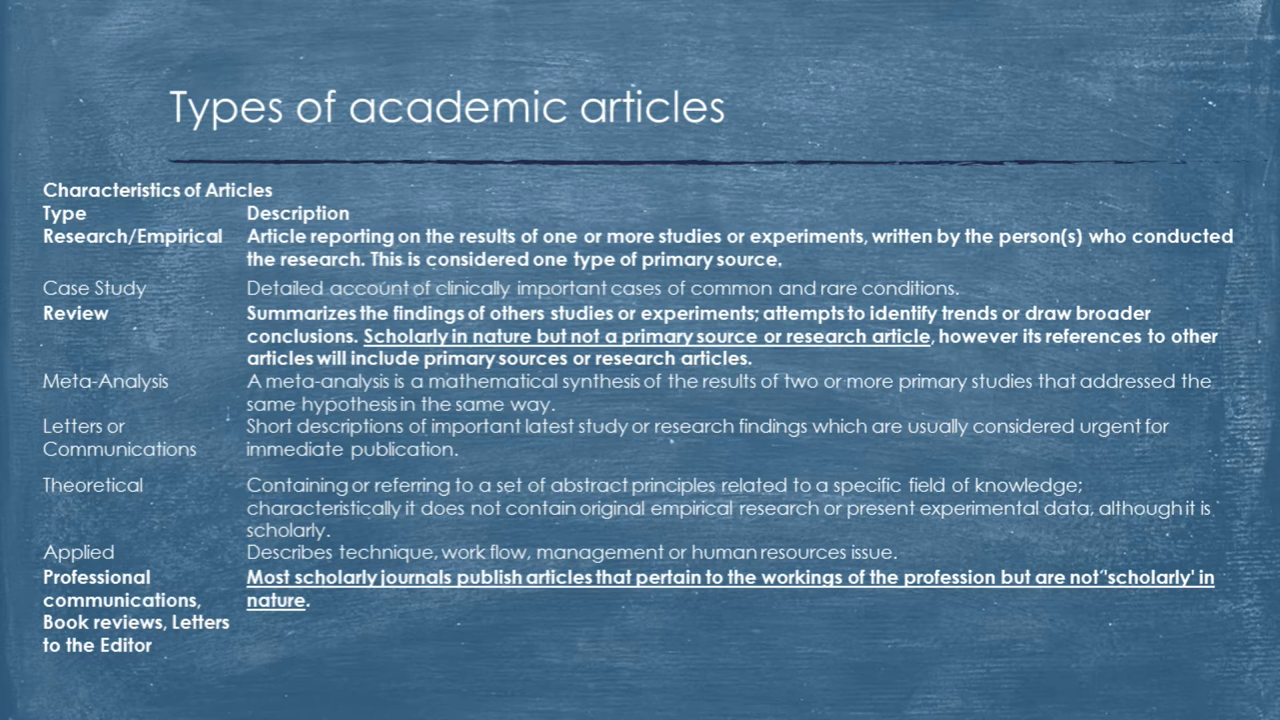 Types of academic articles
Characteristics of Articles
Type Description
Research/Empirical Article reporting on the results of one or more studies or experiments, written by the person(s) who conducted
the research. This is considered one type of primary source.
Case Study Detailed account of clinically important cases of common and rare conditions.
Review Summarizes the findings of others studies or experiments; attempts to identify trends or draw broader
conclusions. Scholarly in nature but not a primary source or research article, however its references to other
articles will include primary sources or research articles.
Meta-Analysis A meta-analysis is a mathematical synthesis of the results of two or more primary studies that addressed the
same hypothesis in the same way.
Letters or Short descriptions of important latest study or research findings which are usually considered urgent for
Communications immediate publication.
Theoretical Containing or referring to a set of abstract principles related to a specific field of knowledge;
characteristically it does not contain original empirical research or present experimental data, although it is
scholarly.
Applied Describes technique, work flow, management or human resources issue.
Professional Most scholarly journals publish articles that pertain to the workings of the profession but are not "scholarly' in
communications, nature.
Book reviews, Letters
to the Editor